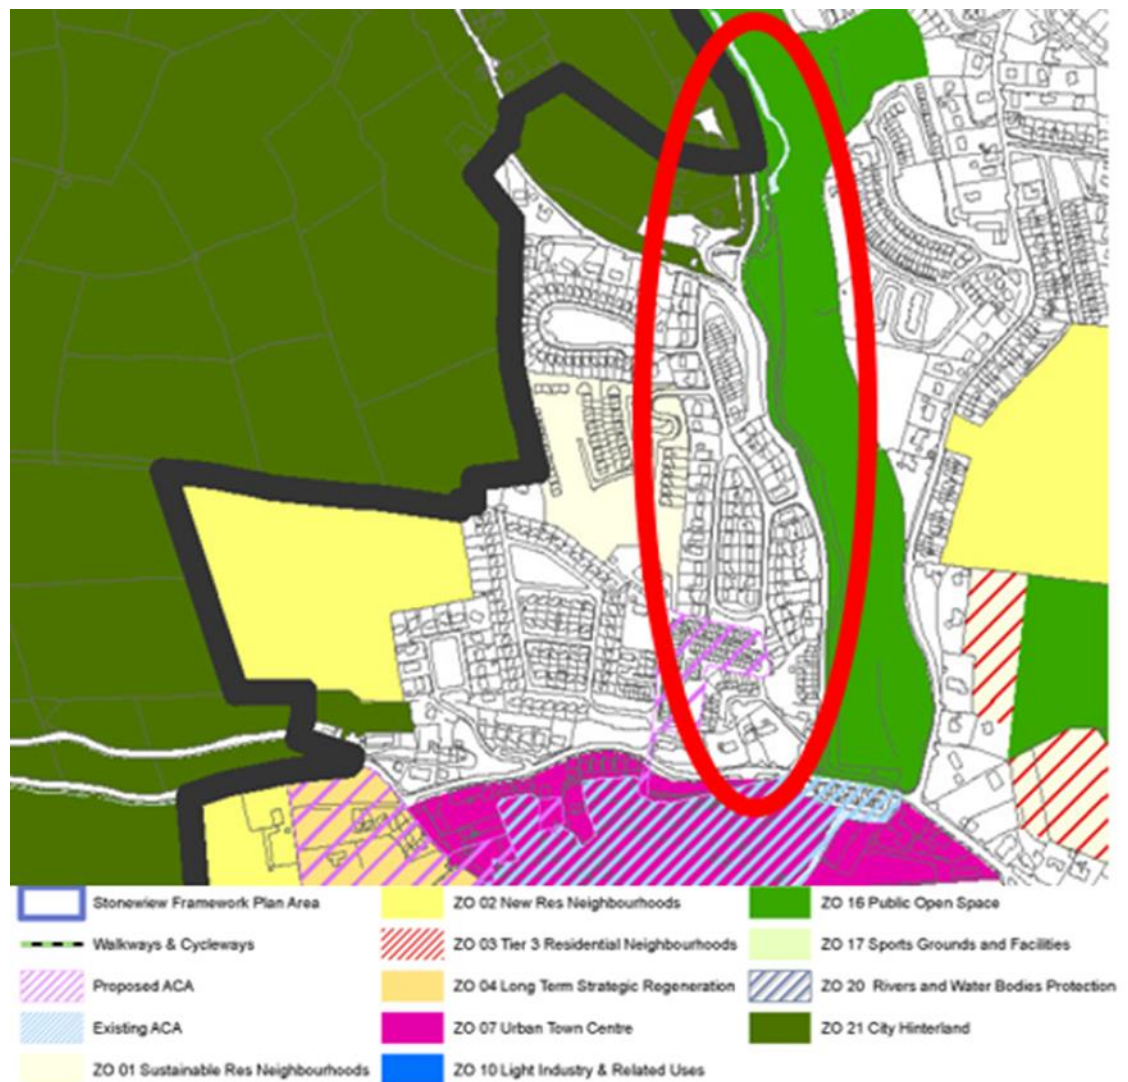 Stonewiew Framework Plan Area
Walkways & Cycleways
Proposed ACA
Existing ACA
ZO 01 Sustainable Res Neighbourhoods
ZO 02 New Res Neighbourhoods
ZO 03 Tier 3 Residential Neighbourhoods
ZO 04 Long Term Strategic Regeneration
ZO 07 Urban Town Centre
ZO 10 Light Industry & Related Uses
ZO 16 Public Open Space
ZO 17 Sports Grounds and Facilities
ZO 20 Rivers and Water Bodies Protection
ZO 21 City Hinterland